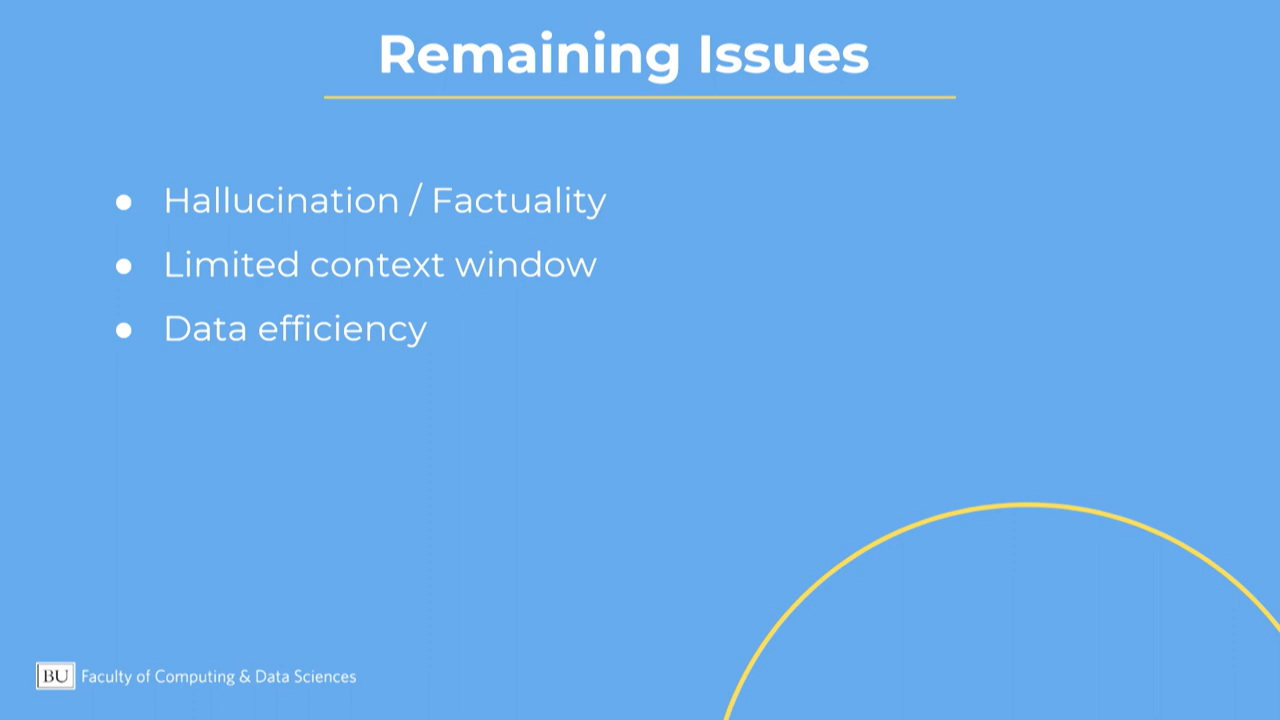 Remaining Issues
● Hallucination / Factuality
● Limited context window
● Data efficiency
BU Faculty of Computing & Data Sciences